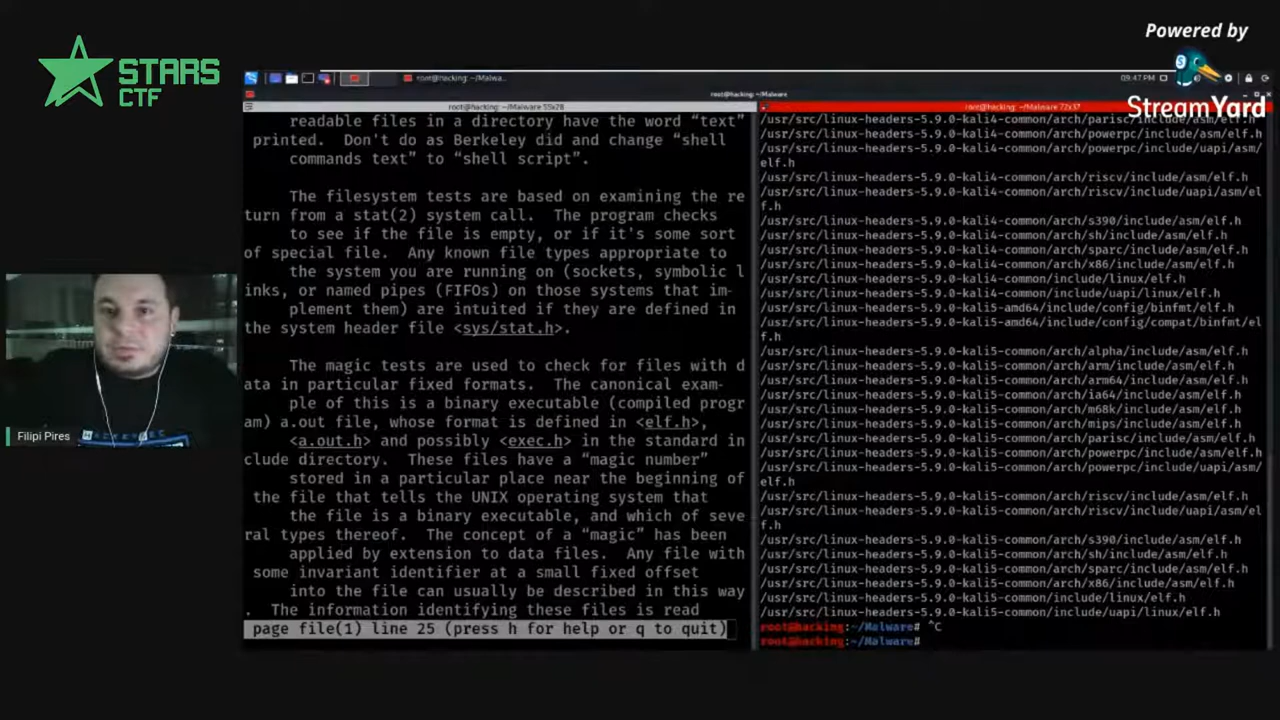 STARS
CTF
Powered by
StreamYard
root@hacking: ~/Malwa...
09:47 PM
root@hacking: ~/Malware
root@hacking: ~/Malware 55x28
readable files in a directory have the word “text”
printed.  Don't do as Berkeley did and change “shell
commands text” to “shell script”.
The filesystem tests are based on examining the re
turn from a stat(2) system call.  The program checks
to see if the file is empty, or if it's some sort
of special file.  Any known file types appropriate to
the system you are running on (sockets, symbolic l
inks, or named pipes (FIFOs) on those systems that im-
plement them) are intuited if they are defined in
the system header file <sys/stat.h>.
The magic tests are used to check for files with d
ata in particular fixed formats.  The canonical exam-
ple of this is a binary executable (compiled progr
am) a.out file, whose format is defined in <elf.h>,
<a.out.h> and possibly <exec.h> in the standard in
clude directory.  These files have a “magic number”
stored in a particular place near the beginning of
the file that tells the UNIX operating system that
the file is a binary executable, and which of seve
ral types thereof.  The concept of a “magic” has been
applied by extension to data files.  Any file with
some invariant identifier at a small fixed offset
into the file can usually be described in this way
.  The information identifying these files is read
page file(1) line 25 (press h for help or q to quit)
root@hacking: ~/Malware 72x37
/usr/src/linux-headers-5.9.0-kali4-common/arch/parisc/include/asm/elf.h
/usr/src/linux-headers-5.9.0-kali4-common/arch/powerpc/include/asm/elf.h
/usr/src/linux-headers-5.9.0-kali4-common/arch/powerpc/include/uapi/asm/
elf.h
/usr/src/linux-headers-5.9.0-kali4-common/arch/riscv/include/asm/elf.h
/usr/src/linux-headers-5.9.0-kali4-common/arch/riscv/include/uapi/asm/el
f.h
/usr/src/linux-headers-5.9.0-kali4-common/arch/s390/include/asm/elf.h
/usr/src/linux-headers-5.9.0-kali4-common/arch/sh/include/asm/elf.h
/usr/src/linux-headers-5.9.0-kali4-common/arch/sparc/include/asm/elf.h
/usr/src/linux-headers-5.9.0-kali4-common/arch/x86/include/asm/elf.h
/usr/src/linux-headers-5.9.0-kali4-common/include/linux/elf.h
/usr/src/linux-headers-5.9.0-kali4-common/include/uapi/linux/elf.h
/usr/src/linux-headers-5.9.0-kali5-amd64/include/config/binfmt/elf.h
/usr/src/linux-headers-5.9.0-kali5-amd64/include/config/compat/binfmt/el
f.h
/usr/src/linux-headers-5.9.0-kali5-common/arch/alpha/include/asm/elf.h
/usr/src/linux-headers-5.9.0-kali5-common/arch/arm/include/asm/elf.h
/usr/src/linux-headers-5.9.0-kali5-common/arch/arm64/include/asm/elf.h
/usr/src/linux-headers-5.9.0-kali5-common/arch/ia64/include/asm/elf.h
/usr/src/linux-headers-5.9.0-kali5-common/arch/m68k/include/asm/elf.h
/usr/src/linux-headers-5.9.0-kali5-common/arch/mips/include/asm/elf.h
/usr/src/linux-headers-5.9.0-kali5-common/arch/parisc/include/asm/elf.h
/usr/src/linux-headers-5.9.0-kali5-common/arch/powerpc/include/asm/elf.h
/usr/src/linux-headers-5.9.0-kali5-common/arch/powerpc/include/uapi/asm/
elf.h
/usr/src/linux-headers-5.9.0-kali5-common/arch/riscv/include/asm/elf.h
/usr/src/linux-headers-5.9.0-kali5-common/arch/riscv/include/uapi/asm/el
f.h
/usr/src/linux-headers-5.9.0-kali5-common/arch/s390/include/asm/elf.h
/usr/src/linux-headers-5.9.0-kali5-common/arch/sh/include/asm/elf.h
/usr/src/linux-headers-5.9.0-kali5-common/arch/sparc/include/asm/elf.h
/usr/src/linux-headers-5.9.0-kali5-common/arch/x86/include/asm/elf.h
/usr/src/linux-headers-5.9.0-kali5-common/include/linux/elf.h
/usr/src/linux-headers-5.9.0-kali5-common/include/uapi/linux/elf.h
root@hacking:~/Malware# ^C
root@hacking:~/Malware#
Filipi Pires